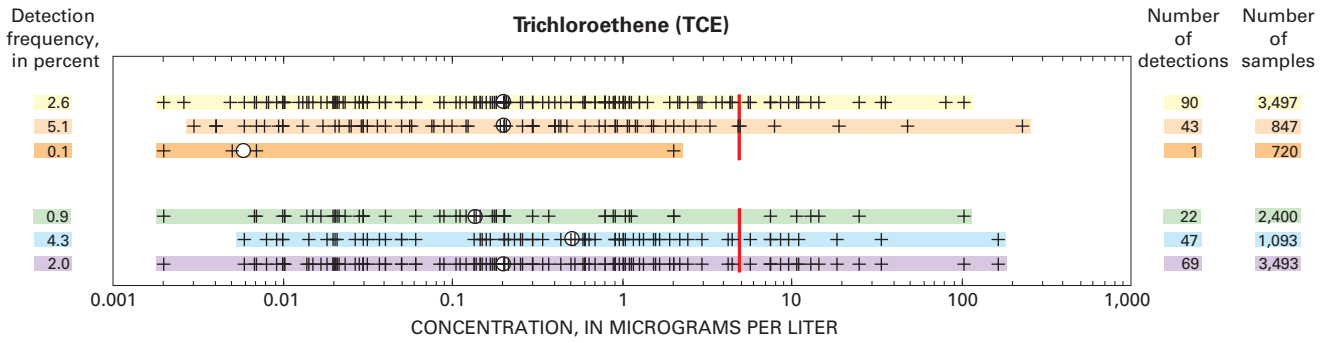 Detection
frequency,
in percent
Trichloroethene (TCE)
Number
of
detections
Number
of
samples
2.6
90
3,497
5.1
43
847
0.1
1
720
0.9
22
2,400
4.3
47
1,093
2.0
69
3,493
0.001
0.01
0.1
1
10
100
1,000
CONCENTRATION, IN MICROGRAMS PER LITER